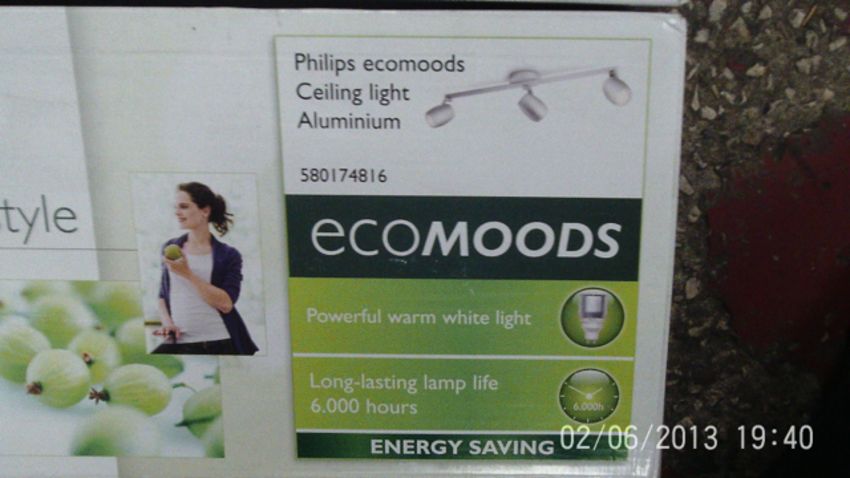 Philips ecomoods
Ceiling light
Aluminium
580174816
style
ecoMOODS
Powerful warm white light
Long-lasting lamp life
6.000 hours
6.000h
ENERGY SAVING
02/06/2013 19:40